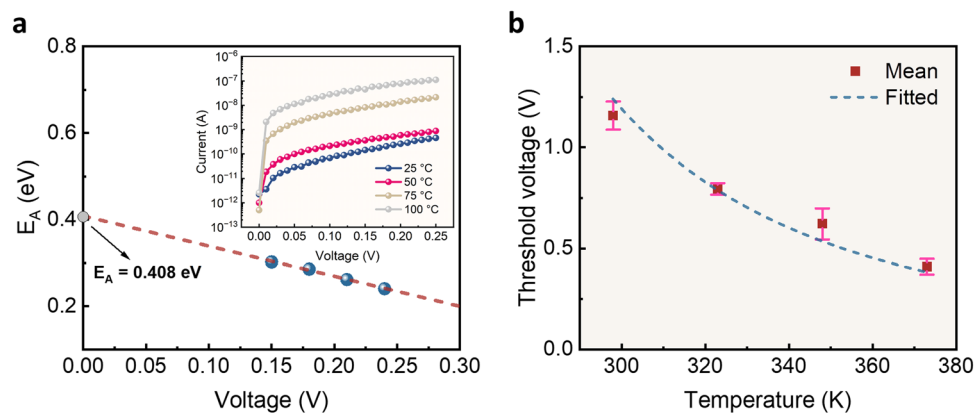 a
E_A (eV)
0.8
0.6
0.4
0.2
0.00 0.05 0.10 0.15 0.20 0.25 0.30
Voltage (V)
E_A = 0.408 eV
Current (A)
10⁻⁶
10⁻⁷
10⁻⁸
10⁻⁹
10⁻¹⁰
10⁻¹¹
10⁻¹²
10⁻¹³
0.00 0.05 0.10 0.15 0.20 0.25
Voltage (V)
25 °C
50 °C
75 °C
100 °C
b
Threshold voltage (V)
1.5
1.0
0.5
0.0
300 320 340 360 380
Temperature (K)
Mean
Fitted